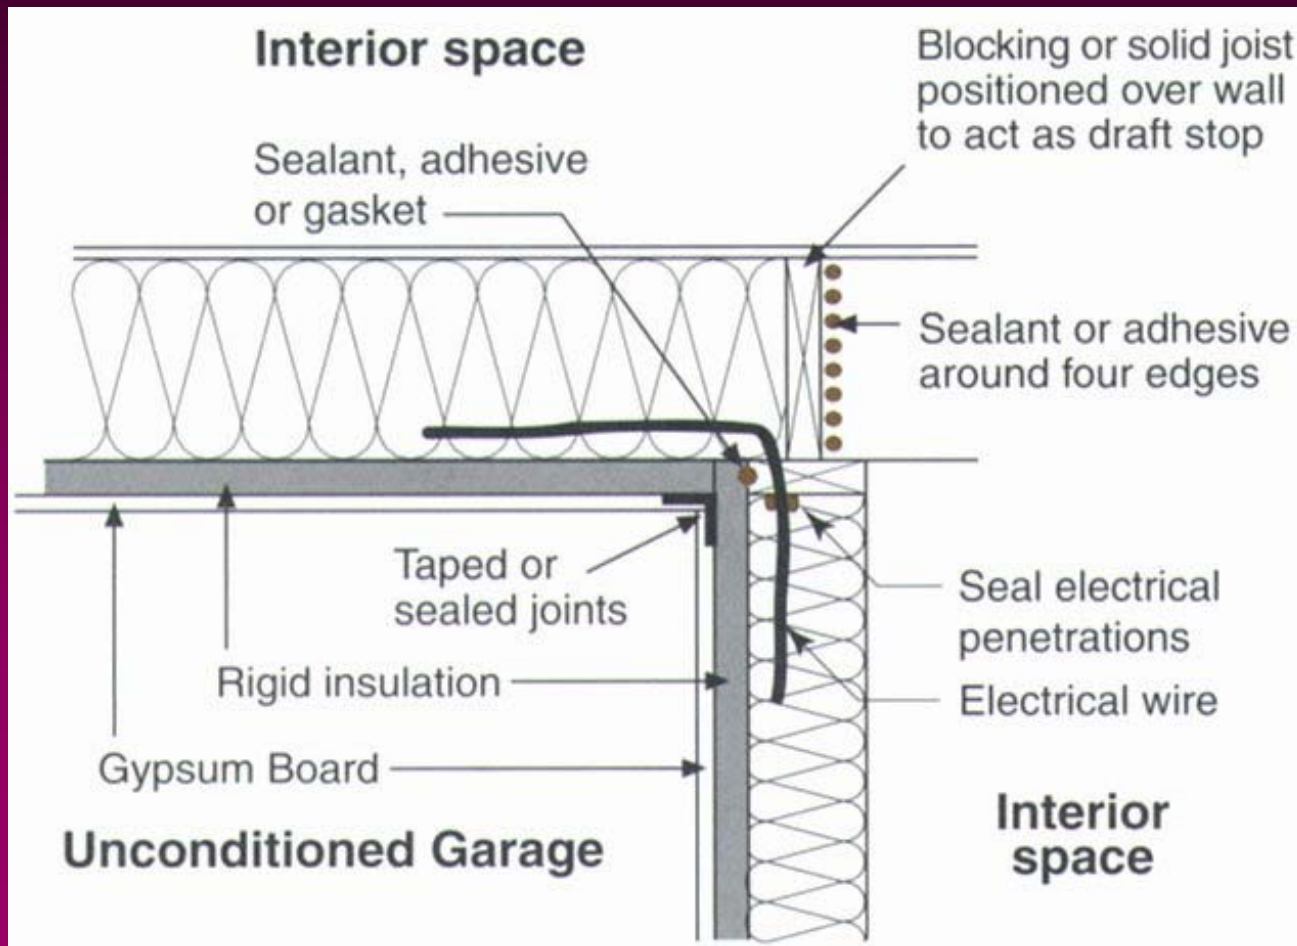 Interior space
Blocking or solid joist
positioned over wall
to act as draft stop
Sealant, adhesive
or gasket
Sealant or adhesive
around four edges
Taped or
sealed joints
Seal electrical
penetrations
Rigid insulation
Electrical wire
Gypsum Board
Unconditioned Garage
Interior
space